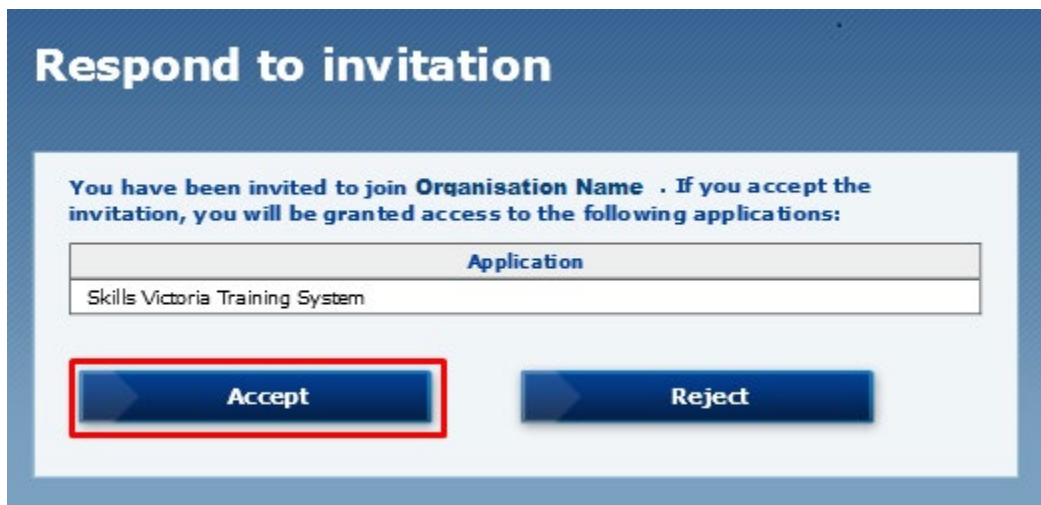 Respond to invitation
You have been invited to join Organisation Name . If you accept the
invitation, you will be granted access to the following applications:
Application
Skills Victoria Training System
Accept Reject